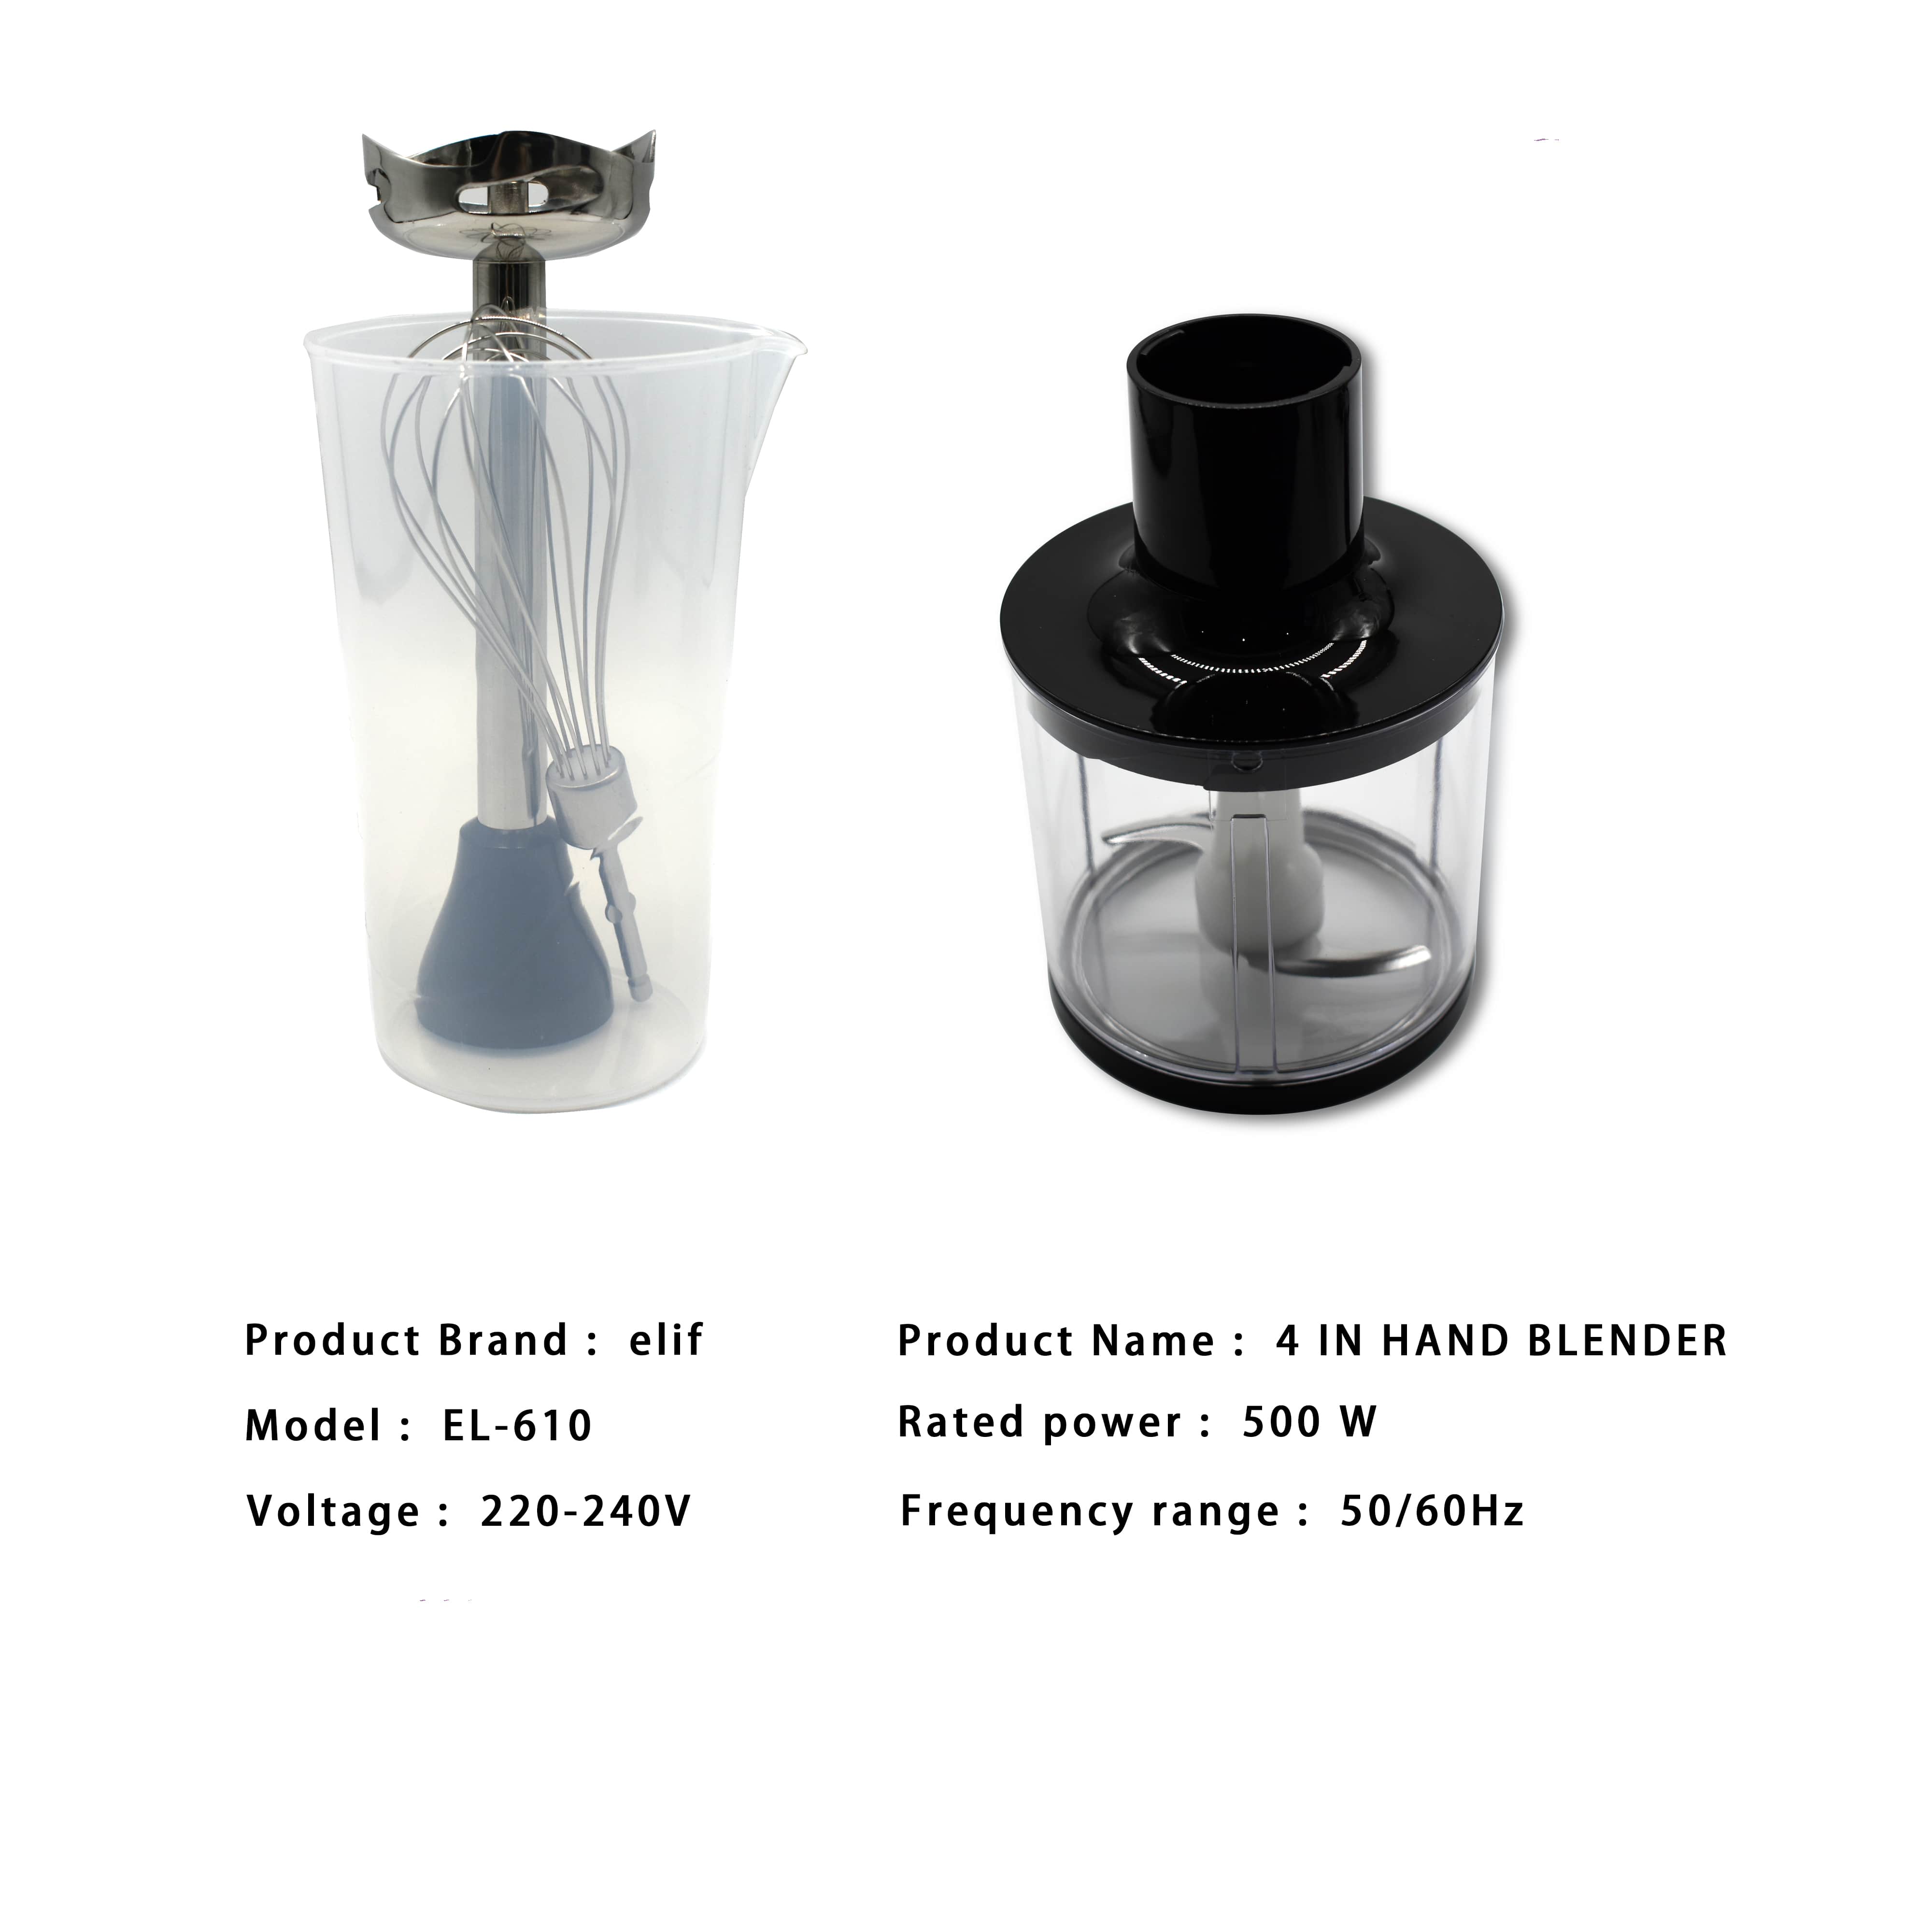 Product Brand : elif
Product Name : 4 IN HAND BLENDER
Model : EL-610
Rated power : 500 W
Voltage : 220-240V
Frequency range : 50/60Hz